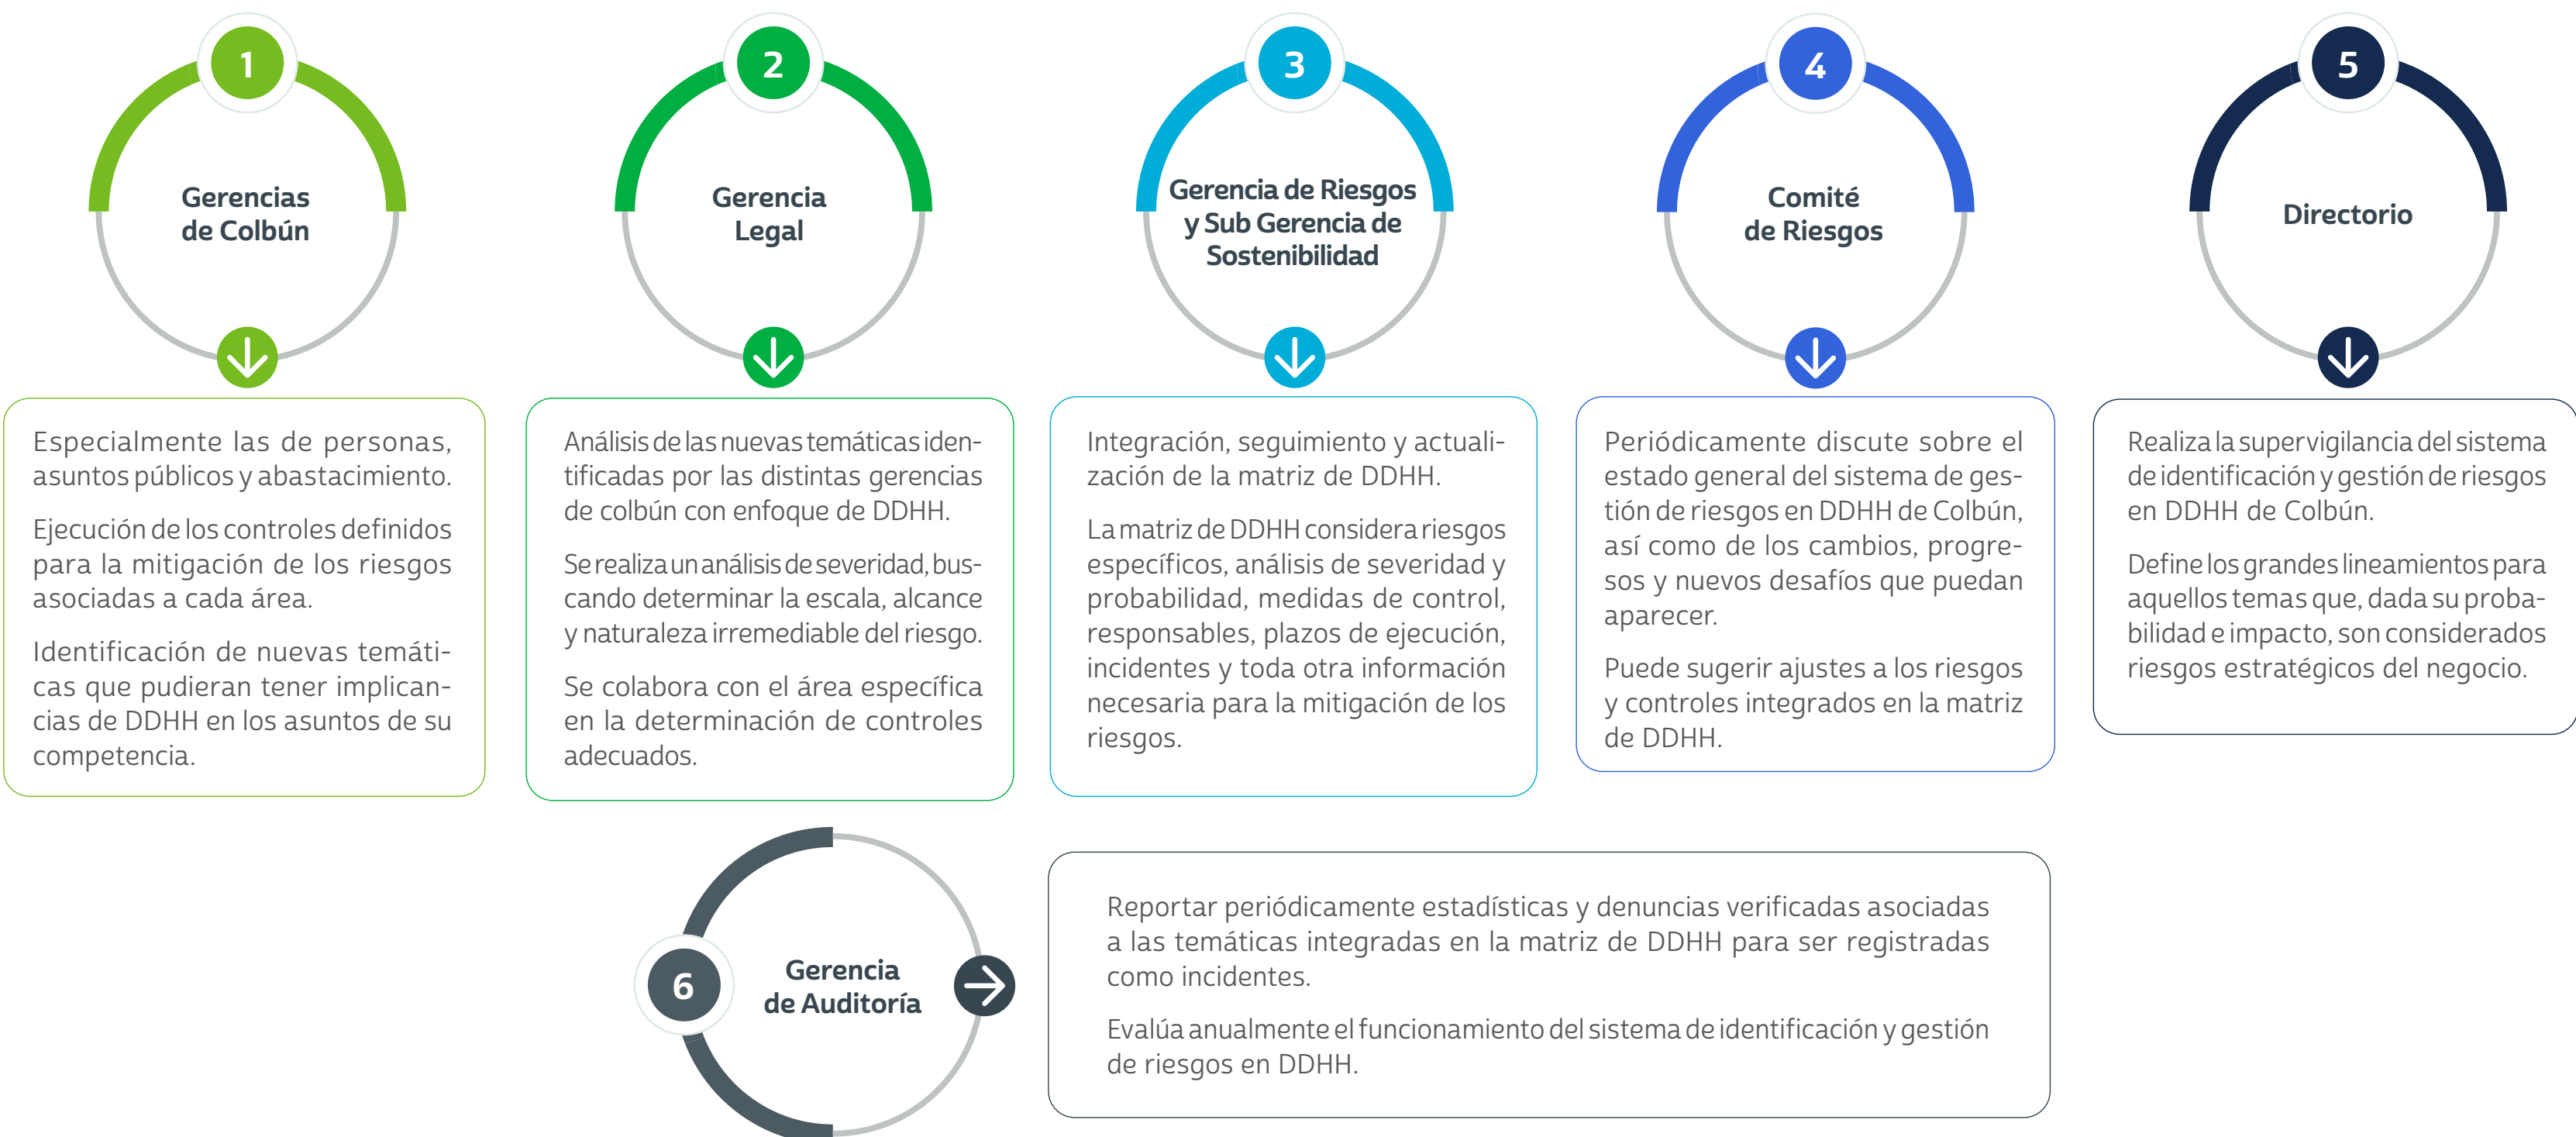 1
Gerencias
de Colbún
Especialmente las de personas,
asuntos públicos y abastacimiento.
Ejecución de los controles definidos
para la mitigación de los riesgos
asociadas a cada área.
Identificación de nuevas temáti-
cas que pudieran tener implican-
cias de DDHH en los asuntos de su
competencia.
2
Gerencia
Legal
Análisis de las nuevas temáticas iden-
tificadas por las distintas gerencias
de colbún con enfoque de DDHH.
Se realiza un análisis de severidad, bus-
cando determinar la escala, alcance
y naturaleza irremediable del riesgo.
Se colabora con el área específica
en la determinación de controles
adecuados.
3
Gerencia de Riesgos
y Sub Gerencia de
Sostenibilidad
Integración, seguimiento y actuali-
zación de la matriz de DDHH.
La matriz de DDHH considera riesgos
específicos, análisis de severidad y
probabilidad, medidas de control,
responsables, plazos de ejecución,
incidentes y toda otra información
necesaria para la mitigación de los
riesgos.
4
Comité
de Riesgos
Periódicamente discute sobre el
estado general del sistema de ges-
tión de riesgos en DDHH de Colbún,
así como de los cambios, progre-
sos y nuevos desafíos que puedan
aparecer.
Puede sugerir ajustes a los riesgos
y controles integrados en la matriz
de DDHH.
5
Directorio
Realiza la supervigilancia del sistema
de identificación y gestión de riesgos
en DDHH de Colbún.
Define los grandes lineamientos para
aquellos temas que, dada su proba-
bilidad e impacto, son considerados
riesgos estratégicos del negocio.
6
Gerencia
de Auditoría
Reportar periódicamente estadísticas y denuncias verificadas asociadas
a las temáticas integradas en la matriz de DDHH para ser registradas
como incidentes.
Evalúa anualmente el funcionamiento del sistema de identificación y gestión
de riesgos en DDHH.